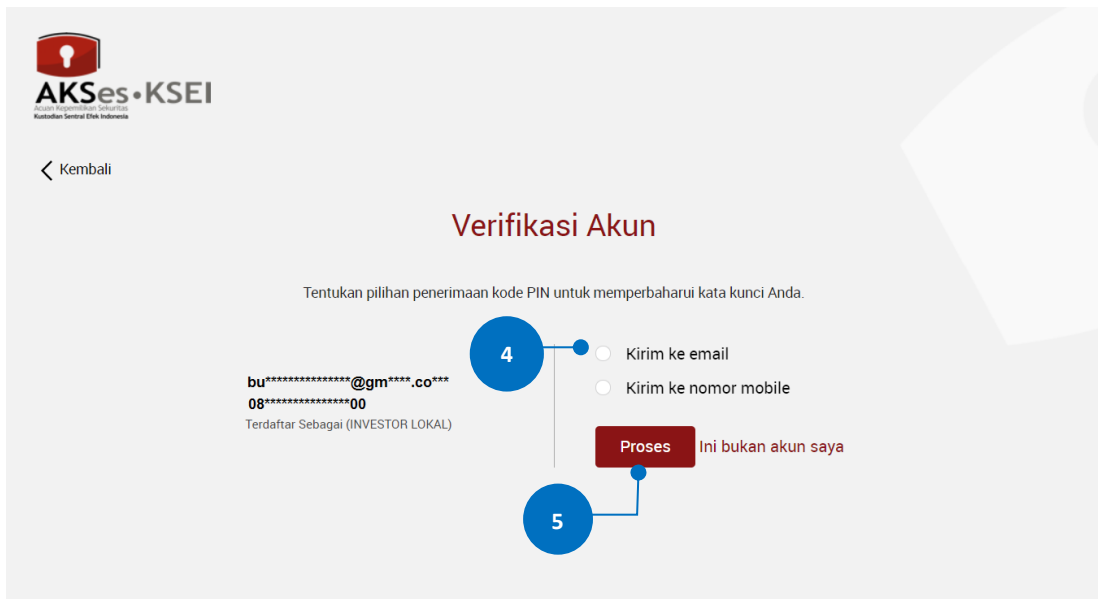 AKSes•KSEI
Acuan Kepemilikan Sekuritas
Kustodian Sentral Efek Indonesia
Kembali
Verifikasi Akun
Tentukan pilihan penerimaan kode PIN untuk memperbaharui kata kunci Anda.
4
Kirim ke email
Kirim ke nomor mobile
bu***************@gm****.co***
08***************00
Terdaftar Sebagai (INVESTOR LOKAL)
Proses
Ini bukan akun saya
5